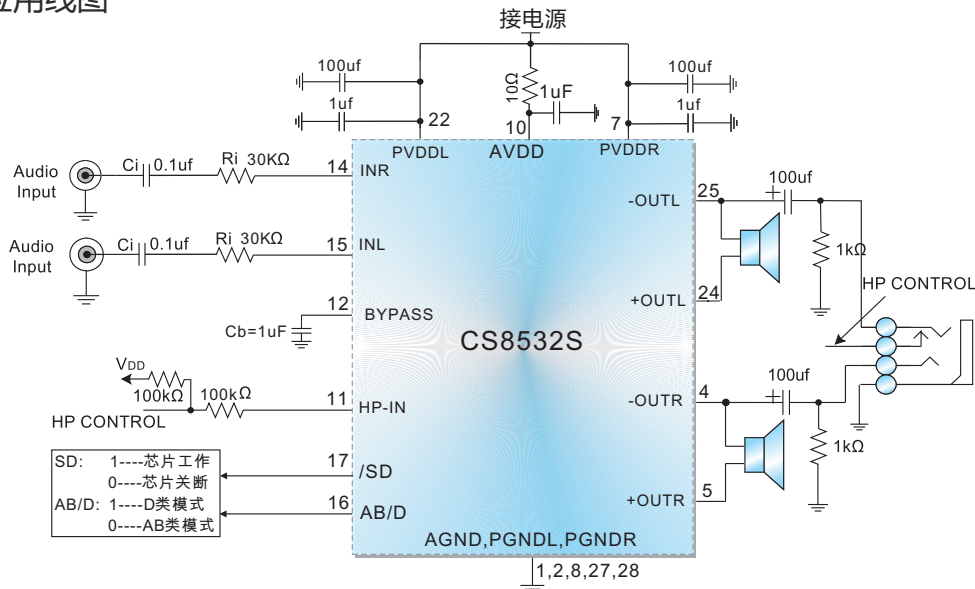 应用线图
接电源
100uf
1uf
22
10Ω
1uF
10
100uf
1uf
7
PVDDL
AVDD
PVDDR
Audio
Input
Ci
0.1uf
Ri 30KΩ
14
INR
Audio
Input
Ci
0.1uf
Ri 30KΩ
15
INL
12
BYPASS
Cb=1uF
VDD
100kΩ
100kΩ
HP CONTROL
11
HP-IN
SD: 1----芯片工作
0----芯片关断
AB/D: 1----D类模式
0----AB类模式
17
/SD
16
AB/D
CS8532S
-OUTL
25
+100uf
1kΩ
+OUTL
24
HP CONTROL
-OUTR
4
+100uf
1kΩ
+OUTR
5
AGND,PGNDL,PGNDR
1,2,8,27,28